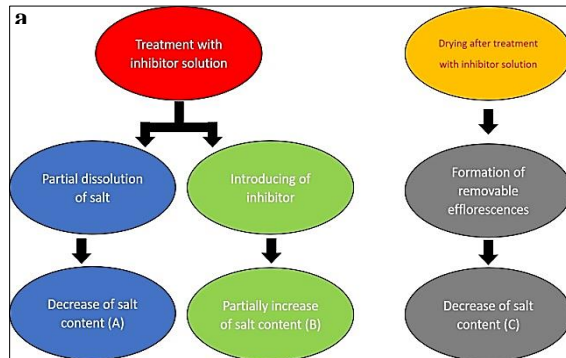 a
Treatment with
inhibitor solution
Drying after treatment
with inhibitor solution
Partial dissolution
of salt
Introducing of
inhibitor
Formation of
removable
efflorescences
Decrease of salt
content (A)
Partially increase
of salt content (B)
Decrease of salt
content (C)